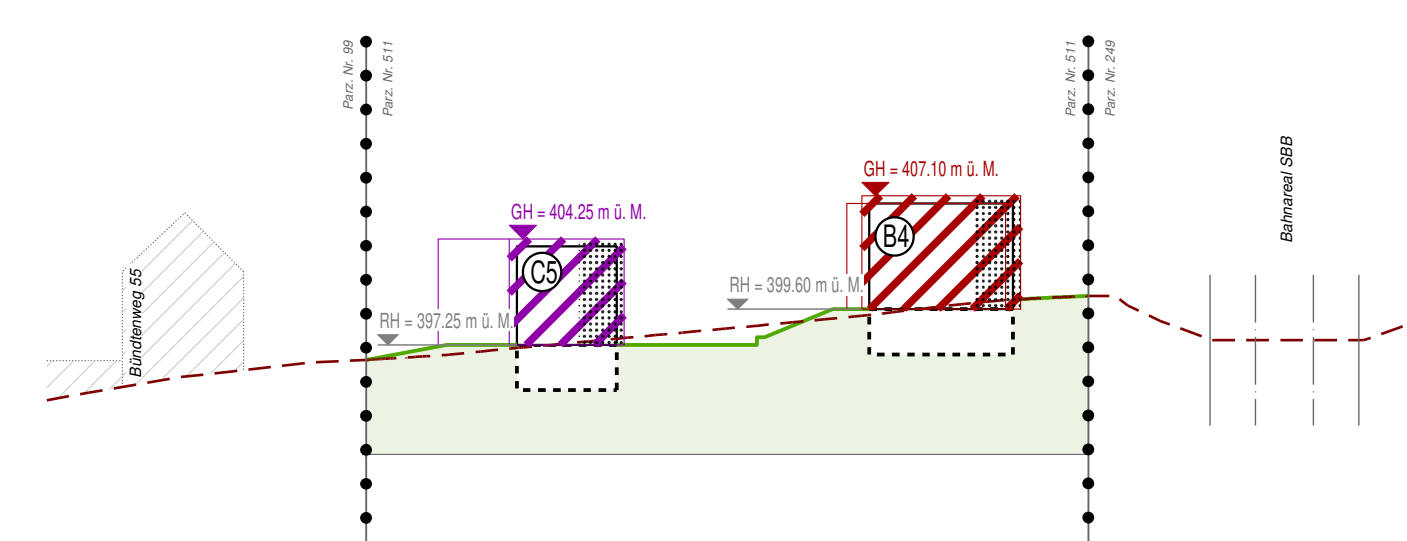 Parz. Nr. 99
Parz. Nr. 511
Parz. Nr. 511
Parz. Nr. 249
Bahnareal SBB
GH = 407.10 m ü. M.
GH = 404.25 m ü. M.
B4
C5
RH = 399.60 m ü. M.
RH = 397.25 m ü. M.
Bündtenweg 55